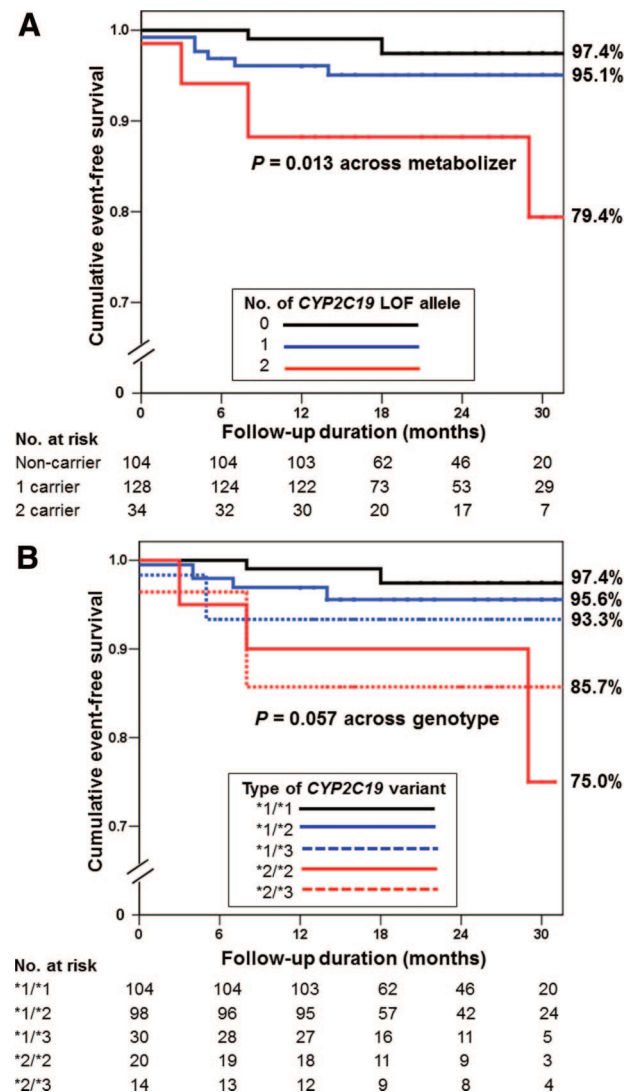 A
Cumulative event-free survival
1.0
0.9
0.8
0.7
0
97.4%
95.1%
79.4%
P = 0.013 across metabolizer
No. of CYP2C19 LOF allele
0
1
2
0 6 12 18 24 30
Follow-up duration (months)
No. at risk
Non-carrier 104 104 103 62 46 20
1 carrier 128 124 122 73 53 29
2 carrier 34 32 30 20 17 7
B
Cumulative event-free survival
1.0
0.9
0.8
0.7
0
97.4%
95.6%
93.3%
85.7%
75.0%
P = 0.057 across genotype
Type of CYP2C19 variant
*1/*1
*1/*2
*1/*3
*2/*2
*2/*3
0 6 12 18 24 30
Follow-up duration (months)
No. at risk
*1/*1 104 104 103 62 46 20
*1/*2 98 96 95 57 42 24
*1/*3 30 28 27 16 11 5
*2/*2 20 19 18 11 9 3
*2/*3 14 13 12 9 8 4